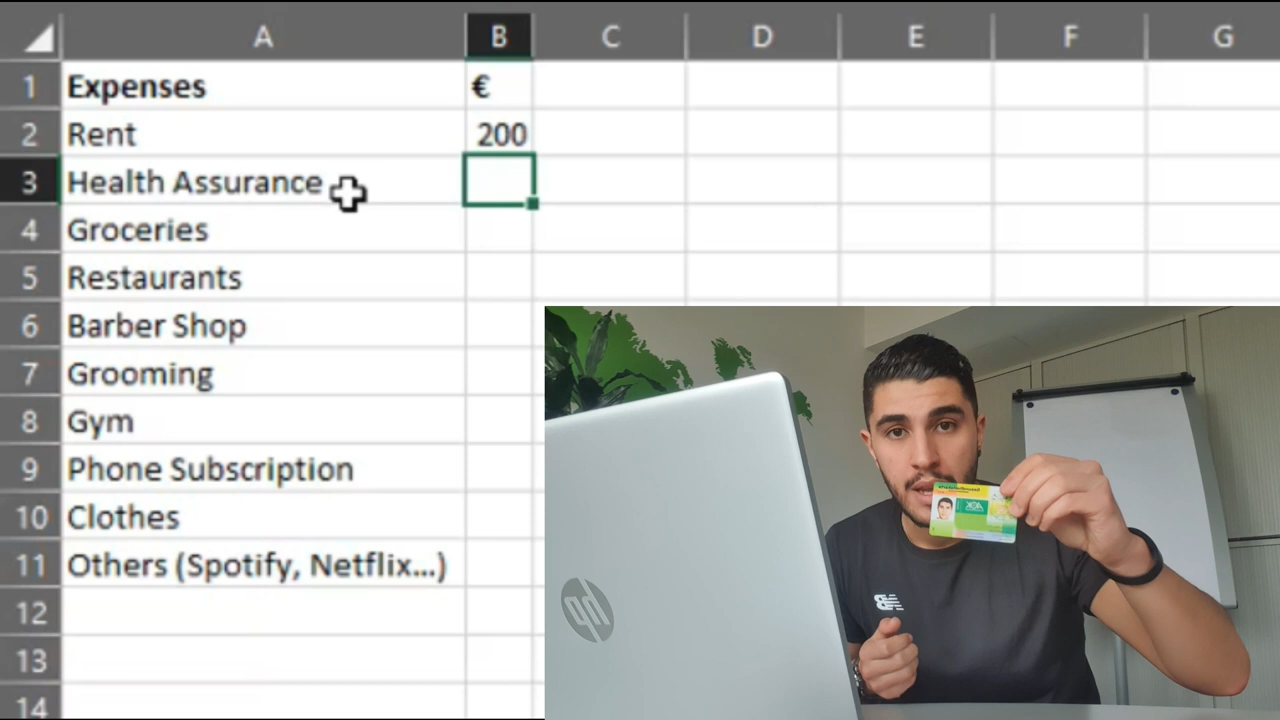 A B C D E F G
1 Expenses €
2 Rent 200
3 Health Assurance
4 Groceries
5 Restaurants
6 Barber Shop
7 Grooming
8 Gym
9 Phone Subscription
10 Clothes
11 Others (Spotify, Netflix...)
12
13
14
hp